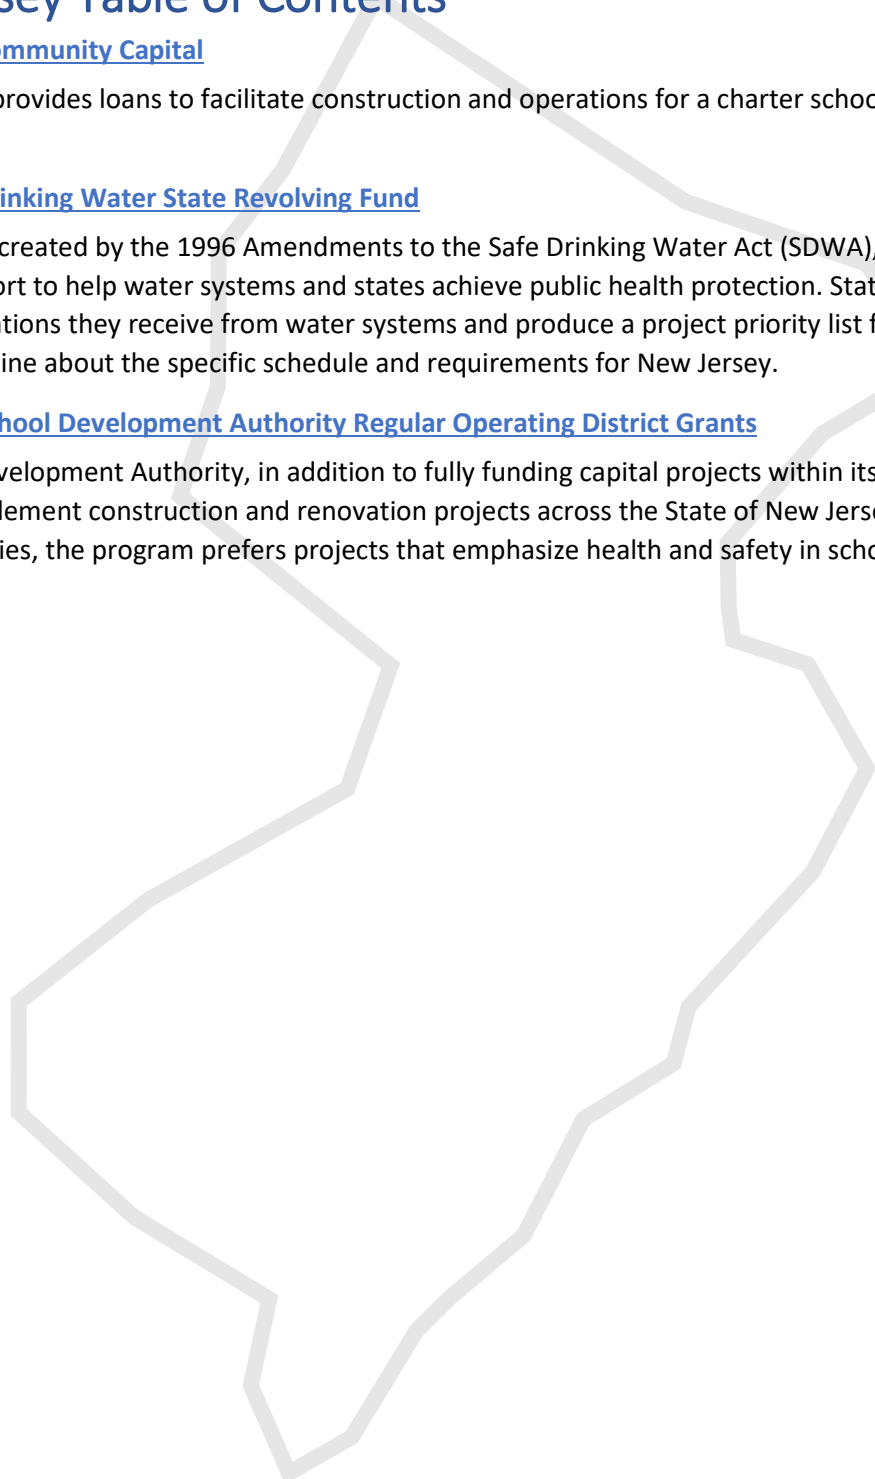 sey Table of Contents
ommunity Capital
provides loans to facilitate construction and operations for a charter schoo
inking Water State Revolving Fund
created by the 1996 Amendments to the Safe Drinking Water Act (SDWA),
ort to help water systems and states achieve public health protection. Stat
ations they receive from water systems and produce a project priority list f
ine about the specific schedule and requirements for New Jersey.
hool Development Authority Regular Operating District Grants
velopment Authority, in addition to fully funding capital projects within its
lement construction and renovation projects across the State of New Jerse
ies, the program prefers projects that emphasize health and safety in scho